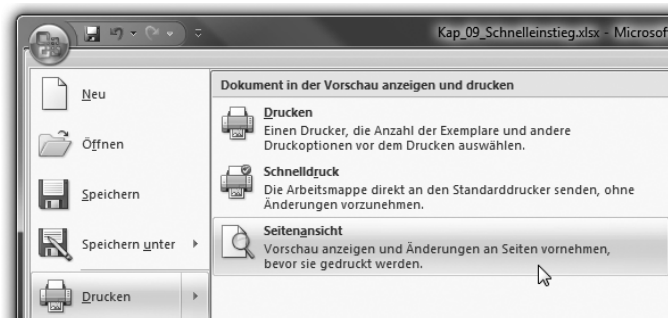 Kap_09_Schnelleinstieg.xlsx - Microsof
Neu
Öffnen
Speichern
Speichern unter
Drucken
Dokument in der Vorschau anzeigen und drucken
Drucken
Einen Drucker, die Anzahl der Exemplare und andere
Druckoptionen vor dem Drucken auswählen.
Schnelldruck
Die Arbeitsmappe direkt an den Standarddrucker senden, ohne
Änderungen vorzunehmen.
Seitenansicht
Vorschau anzeigen und Änderungen an Seiten vornehmen,
bevor sie gedruckt werden.